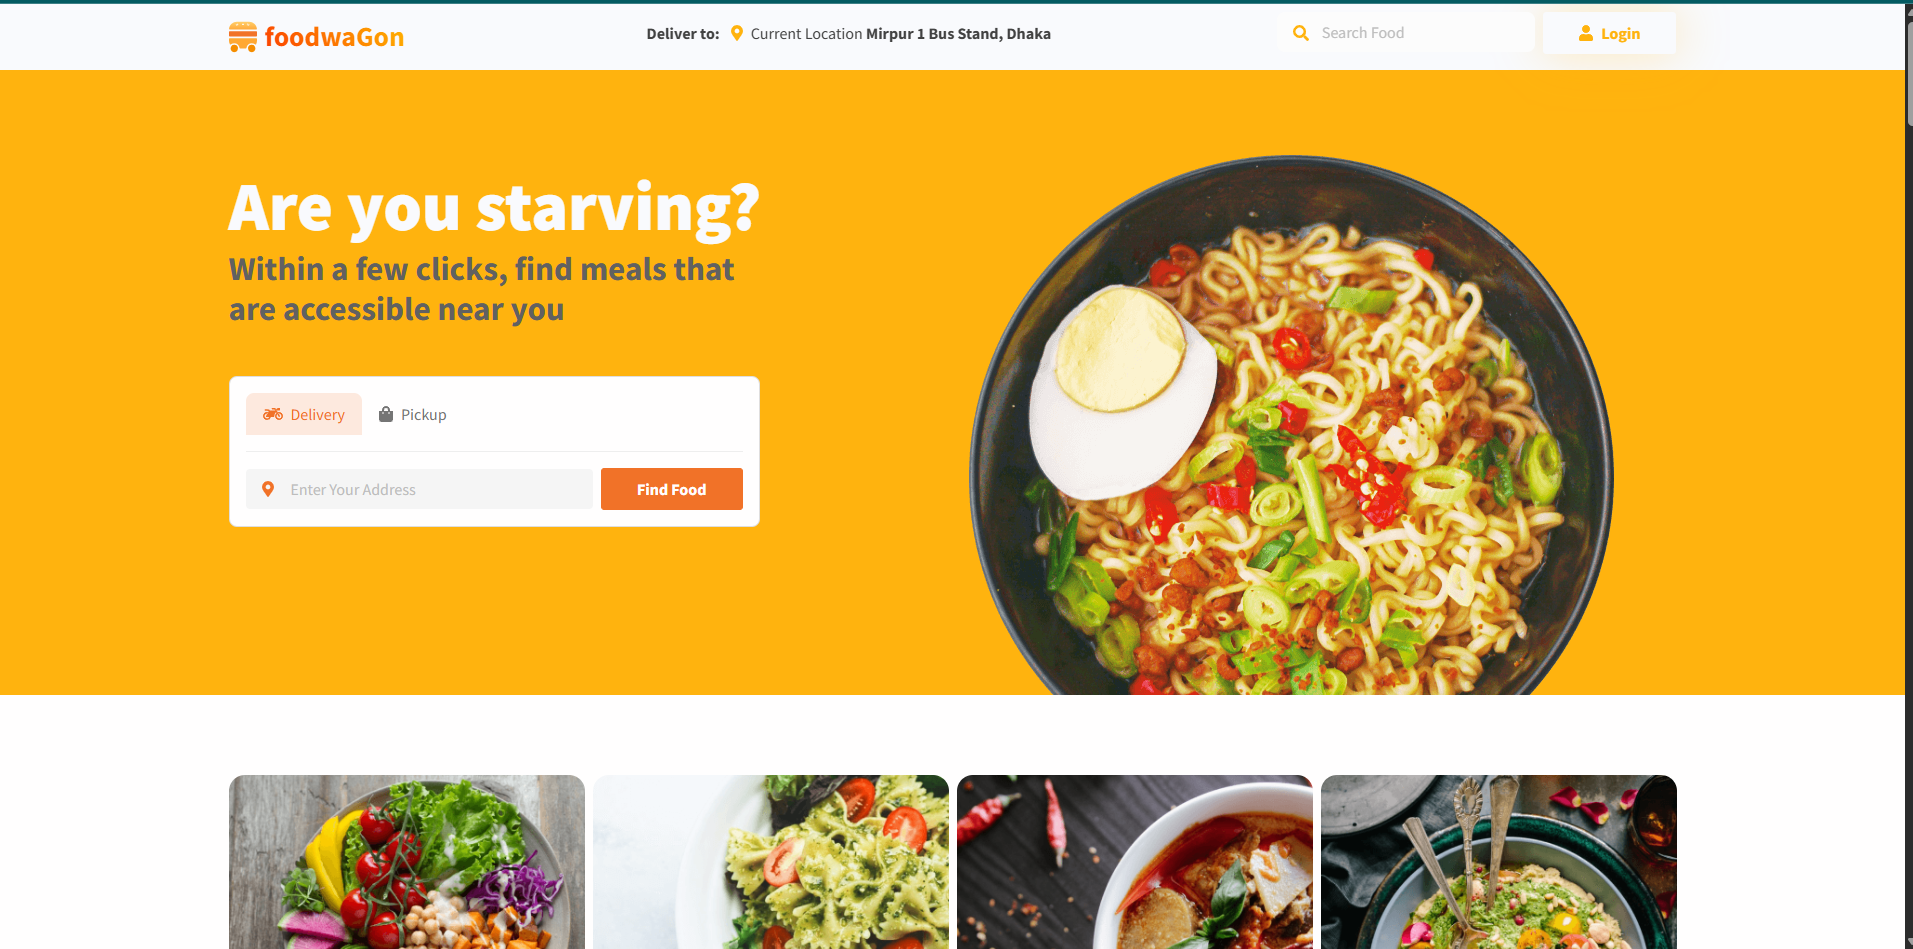 foodwaGon
Deliver to: Current Location Mirpur 1 Bus Stand, Dhaka
Search Food
Login
Are you starving?
Within a few clicks, find meals that
are accessible near you
Delivery
Pickup
Enter Your Address
Find Food